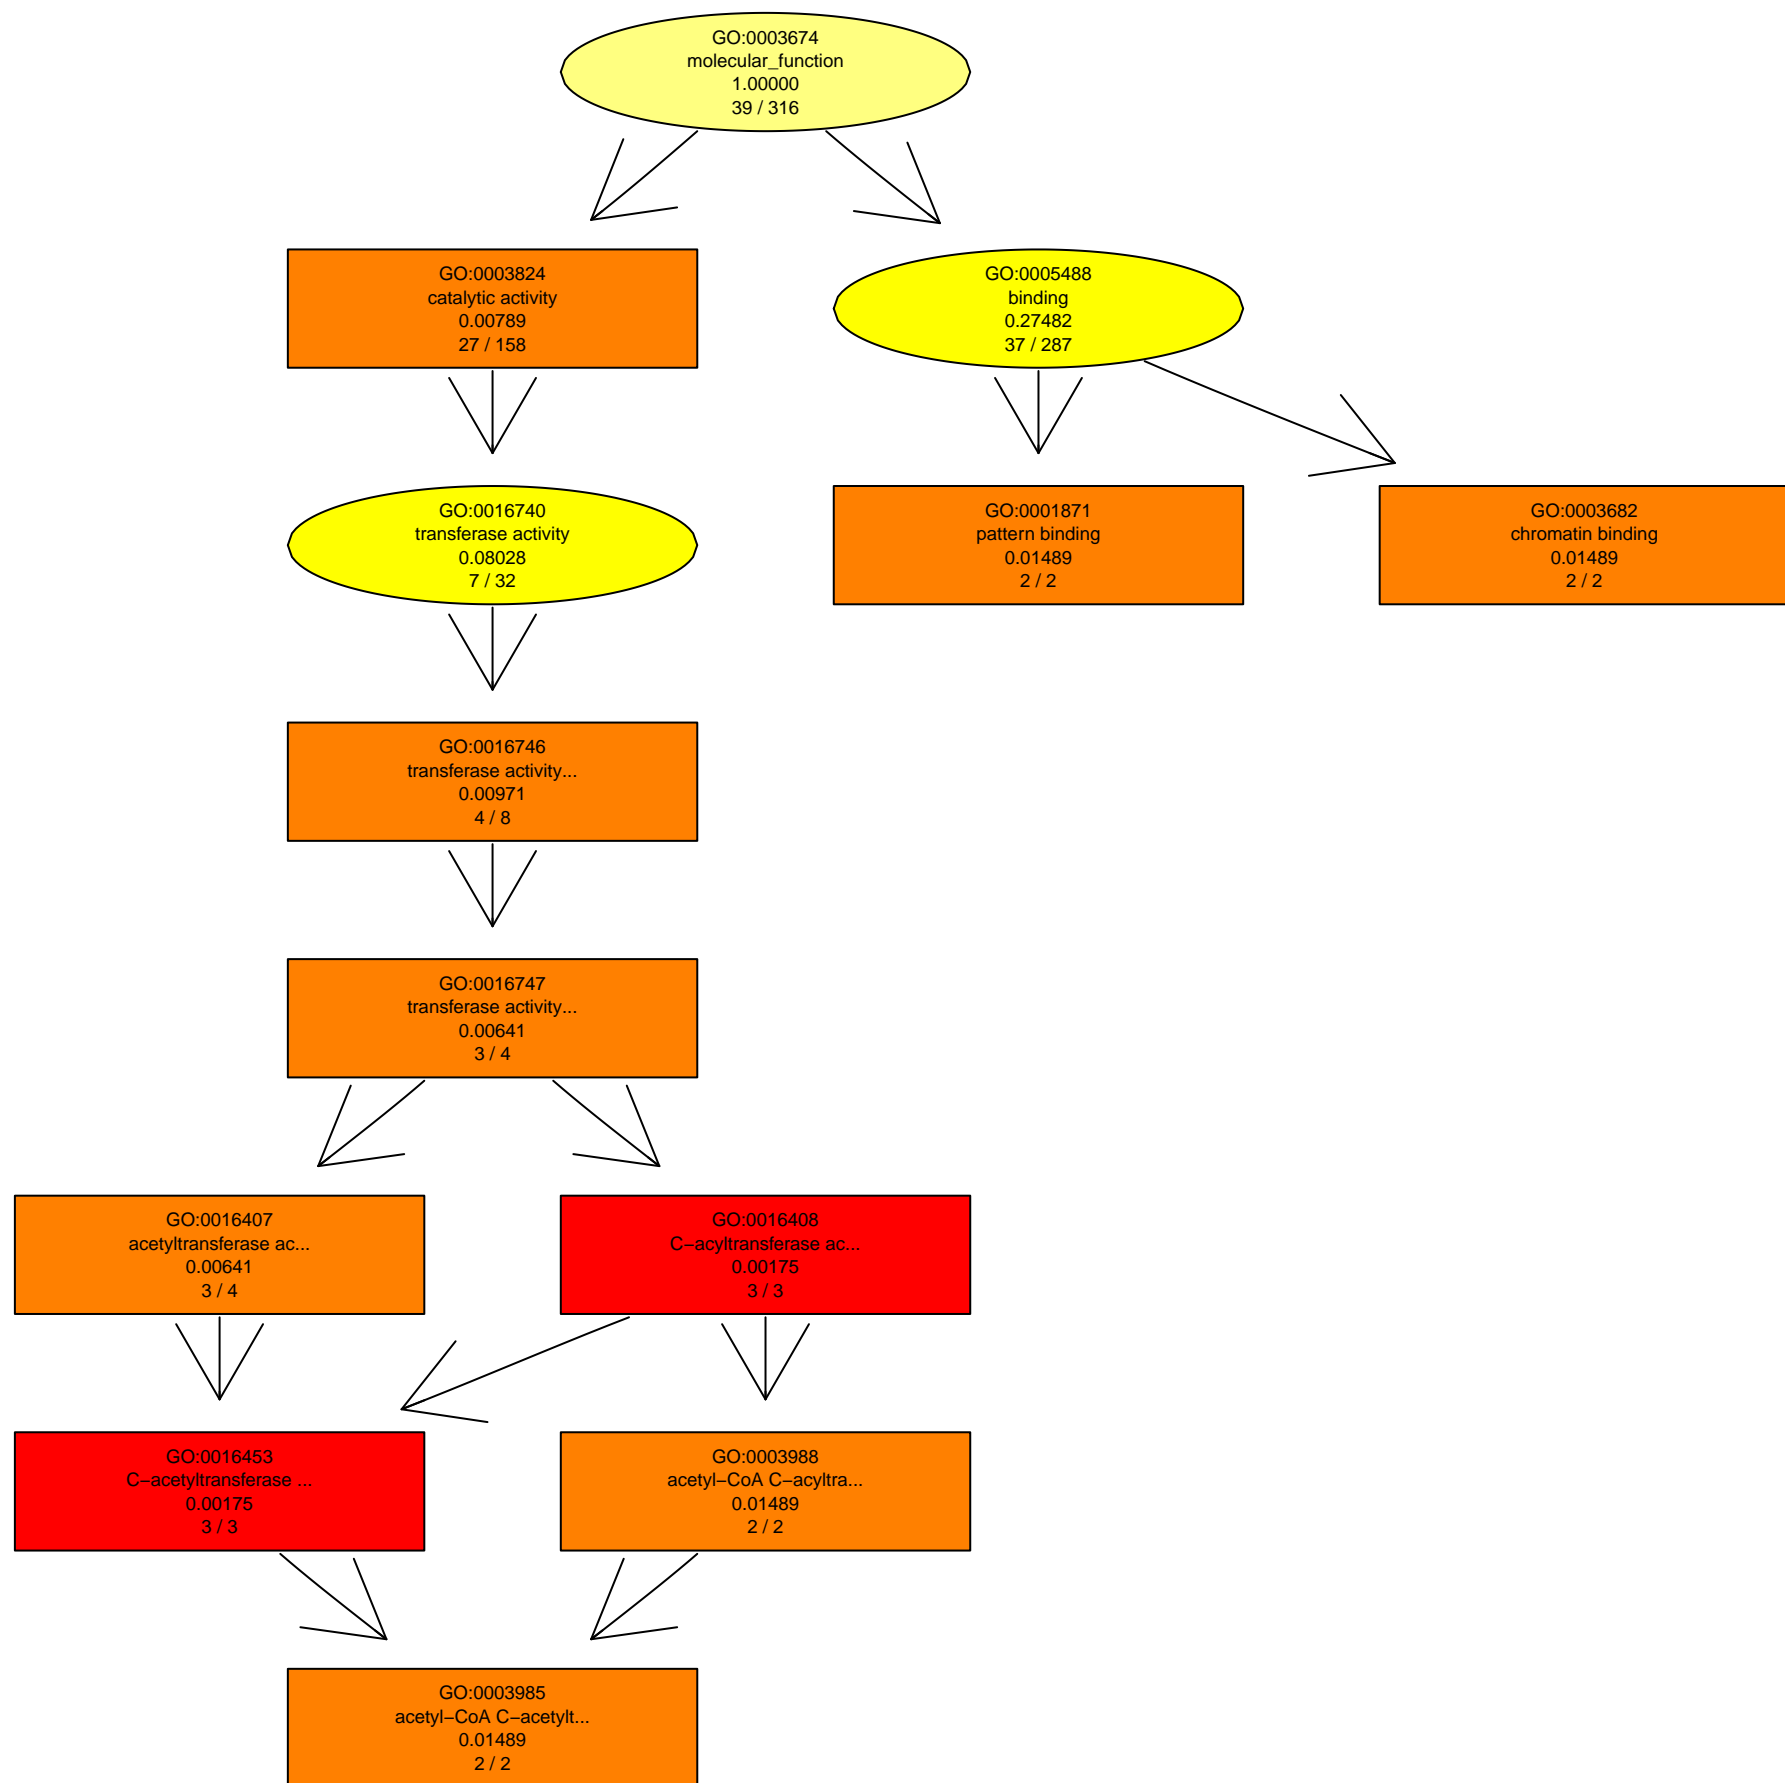 GO:0003674
molecular_function
1.00000
39 / 316
GO:0003824
catalytic activity
0.00789
27 / 158
GO:0005488
binding
0.27482
37 / 287
GO:0016740
transferase activity
0.08028
7 / 32
GO:0001871
pattern binding
0.01489
2 / 2
GO:0003682
chromatin binding
0.01489
2 / 2
GO:0016746
transferase activity...
0.00971
4 / 8
GO:0016747
transferase activity...
0.00641
3 / 4
GO:0016407
acetyltransferase ac...
0.00641
3 / 4
GO:0016408
C−acyltransferase ac...
0.00175
3 / 3
GO:0016453
C−acetyltransferase ...
0.00175
3 / 3
GO:0003988
acetyl−CoA C−acyltra...
0.01489
2 / 2
GO:0003985
acetyl−CoA C−acetylt...
0.01489
2 / 2